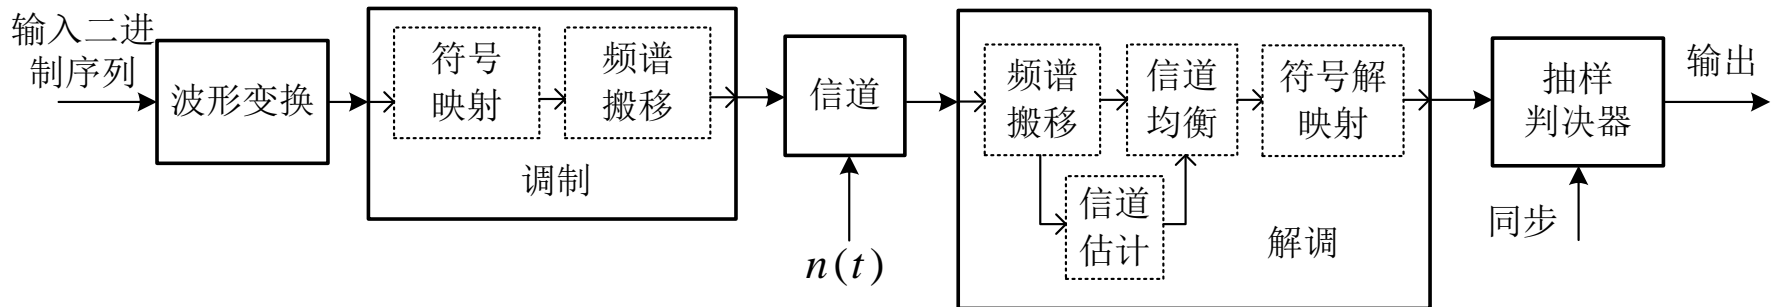 输入二进
制序列
波形变换
符号
映射
频谱
搬移
调制
信道
n(t)
频谱
搬移
信道
均衡
符号解
映射
信道
估计
解调
抽样
判决器
同步
输出